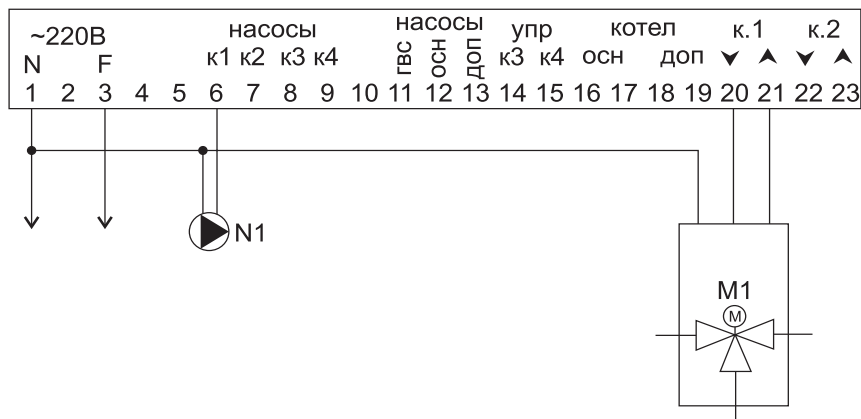 ~220В насосы насосы упр котел к.1 к.2
N F к1 к2 к3 к4 гвс осн доп к3 к4 осн доп
1 2 3 4 5 6 7 8 9 10 11 12 13 14 15 16 17 18 19 20 21 22 23
N1
M1
M